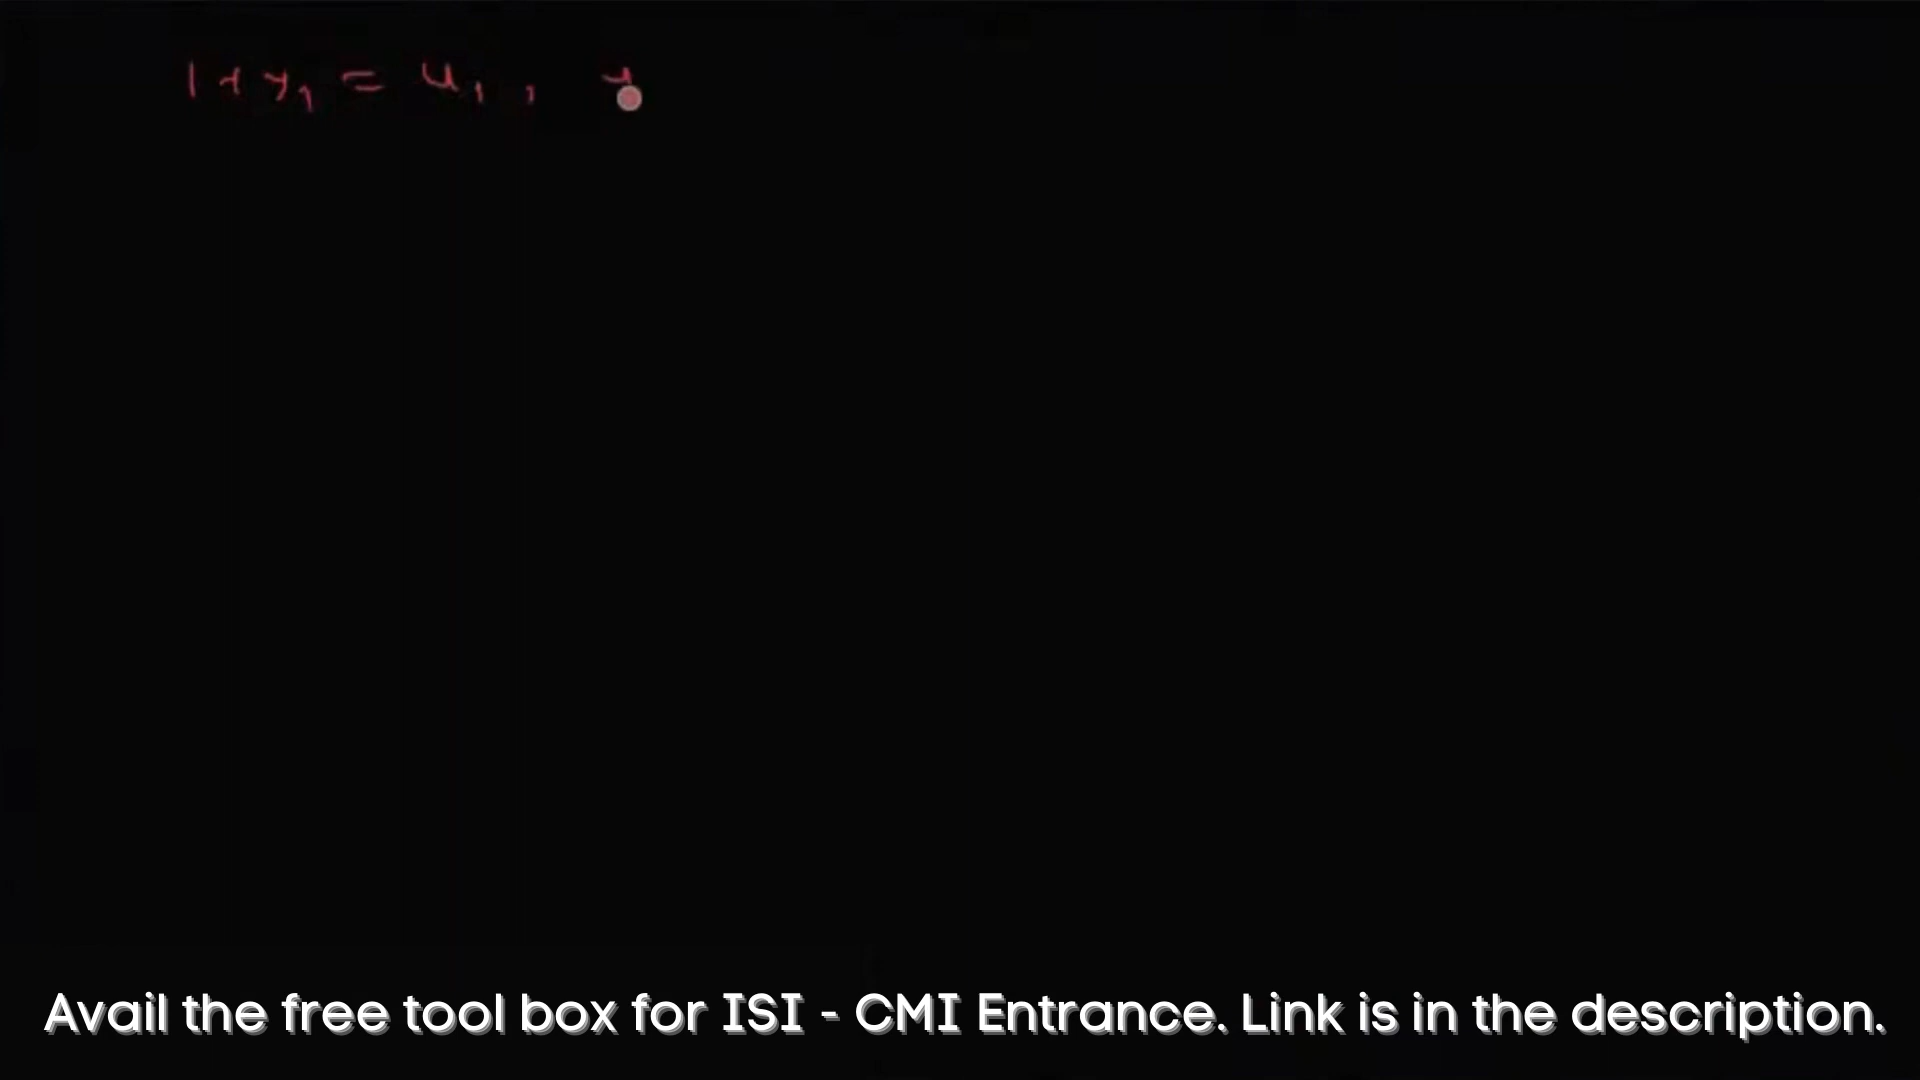 1 + y₁ = u₁ , y
Avail the free tool box for ISI - CMI Entrance. Link is in the description.